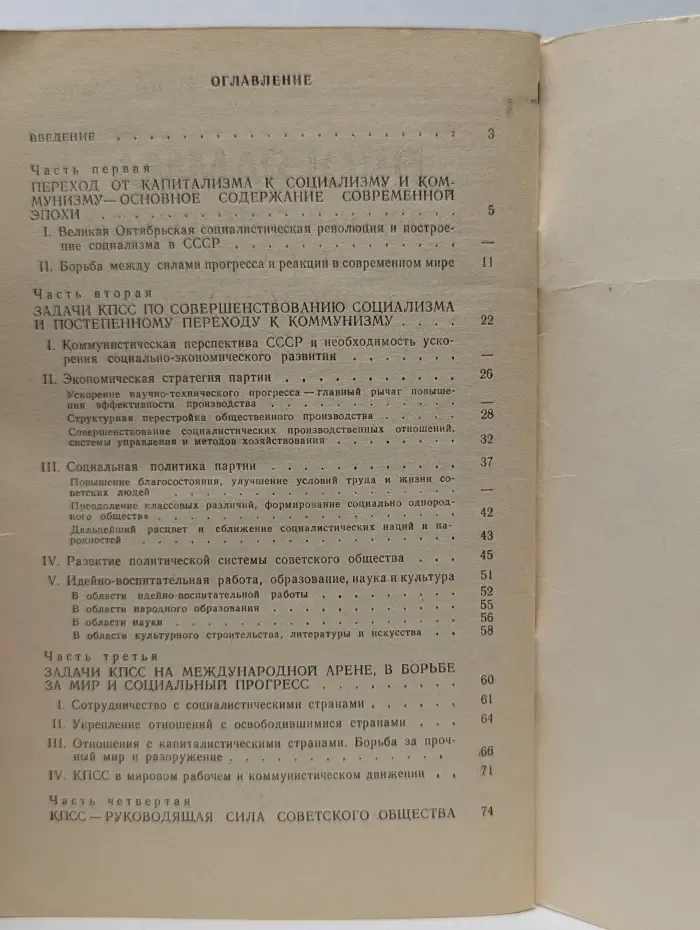 ОГЛАВЛЕНИЕ
ВВЕДЕНИЕ . . . . . . . . . . . . . . . . . 3
Часть первая
ПЕРЕХОД ОТ КАПИТАЛИЗМА К СОЦИАЛИЗМУ И КОМ-
МУНИЗМУ—ОСНОВНОЕ СОДЕРЖАНИЕ СОВРЕМЕННОЙ
ЭПОХИ . . . . . . . . . . . . . . . . . 5
I. Великая Октябрьская социалистическая революция и построе-
ние социализма в СССР . . . . . . . . . . . —
II. Борьба между силами прогресса и реакции в современном мире 11
Часть вторая
ЗАДАЧИ КПСС ПО СОВЕРШЕНСТВОВАНИЮ СОЦИАЛИЗМА
И ПОСТЕПЕННОМУ ПЕРЕХОДУ К КОММУНИЗМУ . . . . 22
I. Коммунистическая перспектива СССР и необходимость уско-
рения социально-экономического развития . . . . . . . —
II. Экономическая стратегия партии . . . . . . . . . . 26
Ускорение научно-технического прогресса — главный рычаг повыше-
ния эффективности производства . . . . . . . . . . —
Структурная перестройка общественного производства . . . . . 28
Совершенствование социалистических производственных отношений,
системы управления и методов хозяйствования . . . . . . . 32
III. Социальная политика партии . . . . . . . . . . . 37
Повышение благосостояния, улучшение условий труда и жизни со-
ветских людей . . . . . . . . . . . . . . . —
Преодоление классовых различий, формирование социально однород-
ного общества . . . . . . . . . . . . . . . 42
Дальнейший расцвет и сближение социалистических наций и на-
родностей . . . . . . . . . . . . . . . . 43
IV. Развитие политической системы советского общества . . . 45
V. Идейно-воспитательная работа, образование, наука и культура 51
В области идейно-воспитательной работы . . . . . . . . 52
В области народного образования . . . . . . . . . . . 55
В области науки . . . . . . . . . . . . . . . . 56
В области культурного строительства, литературы и искусства . . 58
Часть третья
ЗАДАЧИ КПСС НА МЕЖДУНАРОДНОЙ АРЕНЕ, В БОРЬБЕ
ЗА МИР И СОЦИАЛЬНЫЙ ПРОГРЕСС . . . . . . . . . 60
I. Сотрудничество с социалистическими странами . . . . . . 61
II. Укрепление отношений с освободившимися странами . . . 64
III. Отношения с капиталистическими странами. Борьба за проч-
ный мир и разоружение . . . . . . . . . . . . 66
IV. КПСС в мировом рабочем и коммунистическом движении . . 71
Часть четвертая
КПСС — РУКОВОДЯЩАЯ СИЛА СОВЕТСКОГО ОБЩЕСТВА 74